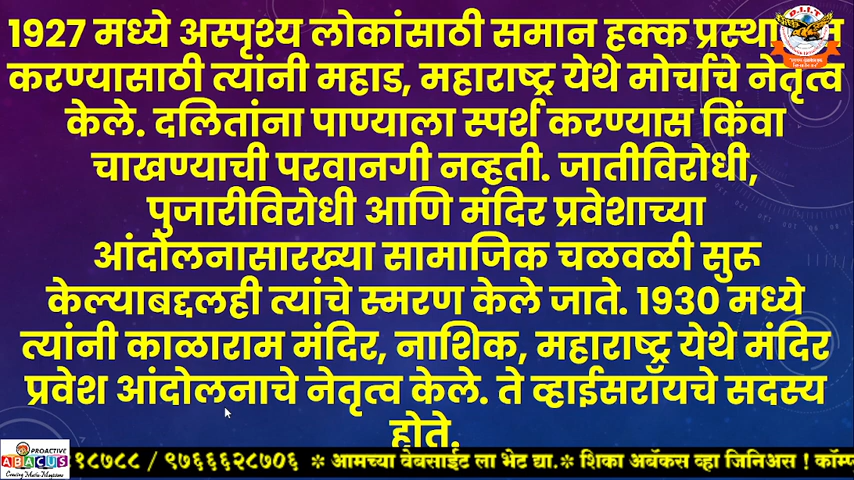 1927 मध्ये अस्पृश्य लोकांसाठी समान हक्क
करण्यासाठी त्यांनी महाड, महाराष्ट्र येथे मोर्चाचे नेतृत्व
केले. दलितांना पाण्याला स्पर्श करण्यास किंवा
चाखण्याची परवानगी नव्हती. जातीविरोधी,
पुजारीविरोधी आणि मंदिर प्रवेशाच्या
आंदोलनासारख्या सामाजिक चळवळी सुरू
केल्याबद्दलही त्यांचे स्मरण केले जाते. 1930 मध्ये
त्यांनी काळाराम मंदिर, नाशिक, महाराष्ट्र येथे मंदिर
प्रवेश आंदोलनाचे नेतृत्व केले. ते व्हाईसरॉयचे सदस्य
होते.
PROACTIVE
ABACUS
१८७८८ / ९७६६६२८७०६ ❊ आमच्या वेबसाईट ला भेट द्या.❊ शिका अबॅकस व्हा जिनिअस !